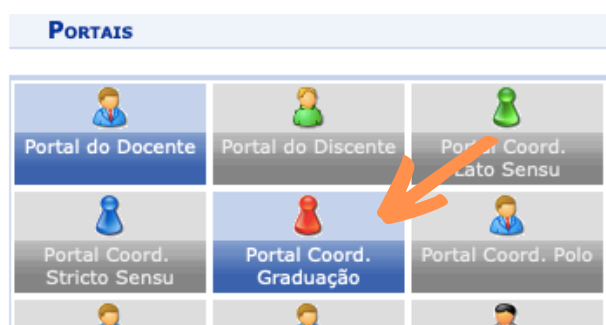 Portais
Portal do Docente
Portal do Discente
Portal Coord.
Lato Sensu
Portal Coord.
Stricto Sensu
Portal Coord.
Graduação
Portal Coord. Polo